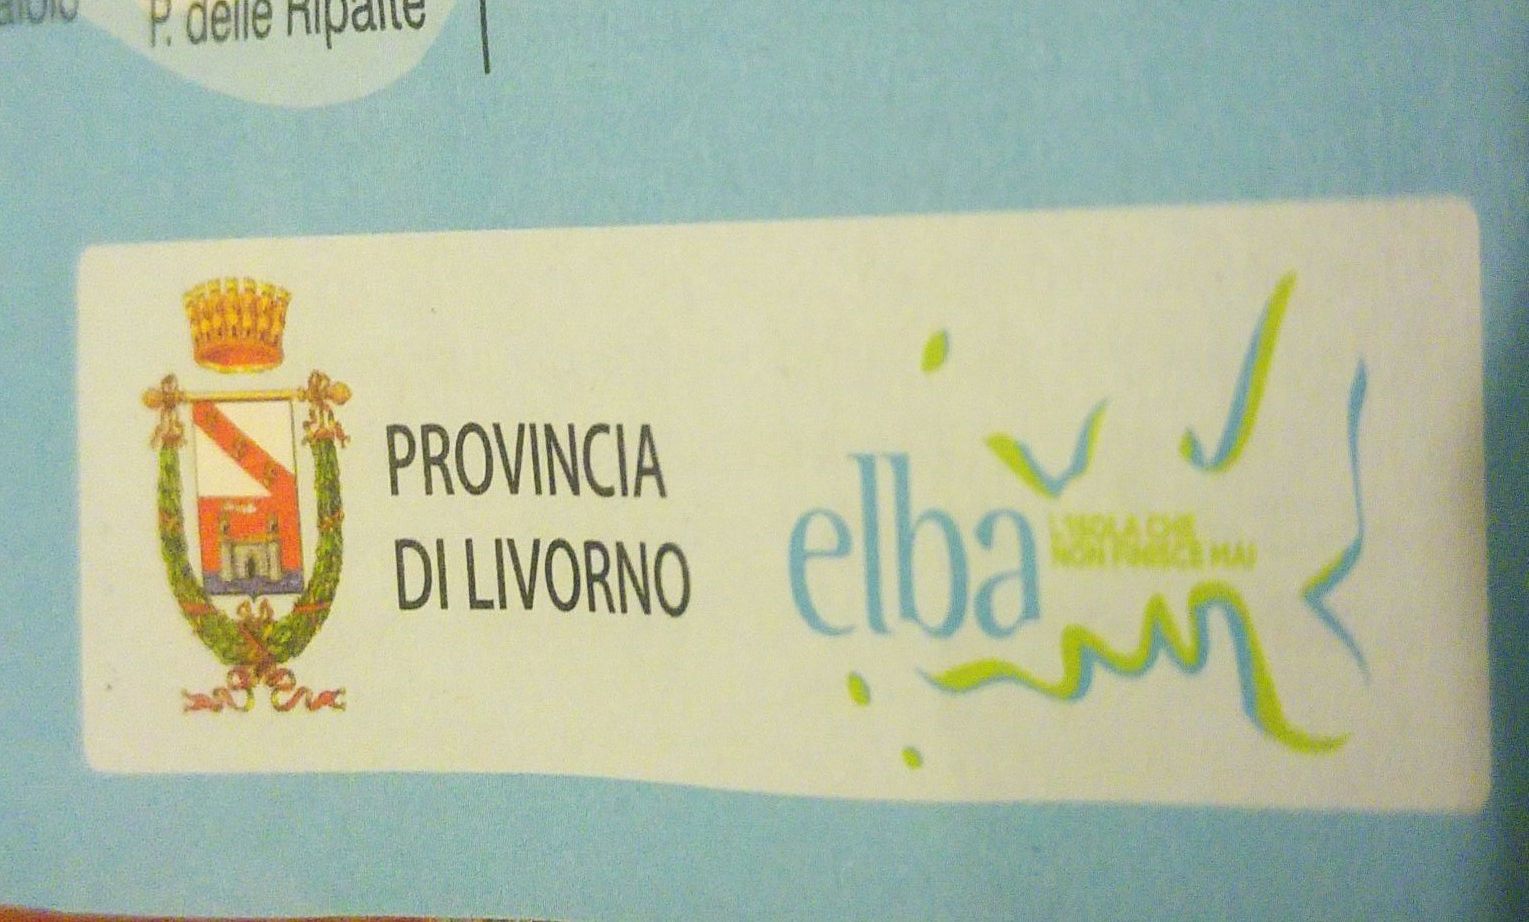 P. delle Ripalte
PROVINCIA
DI LIVORNO
elba
L'ISOLA CHE
NON FINISCE MAI